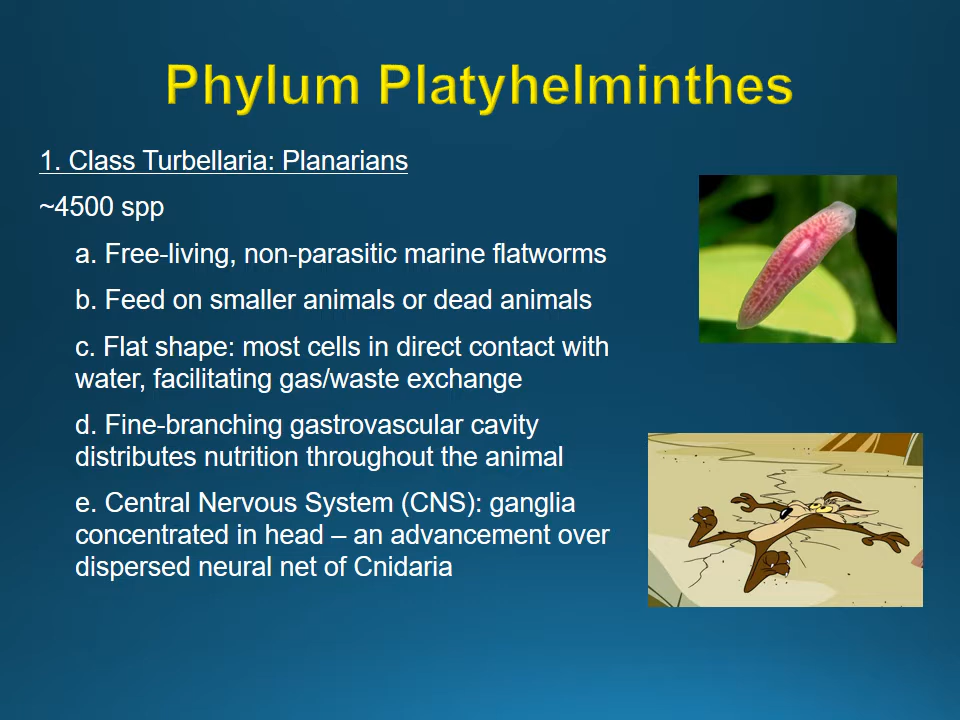 Phylum Platyhelminthes
1. Class Turbellaria: Planarians
~4500 spp
a. Free-living, non-parasitic marine flatworms
b. Feed on smaller animals or dead animals
c. Flat shape: most cells in direct contact with
water, facilitating gas/waste exchange
d. Fine-branching gastrovascular cavity
distributes nutrition throughout the animal
e. Central Nervous System (CNS): ganglia
concentrated in head – an advancement over
dispersed neural net of Cnidaria